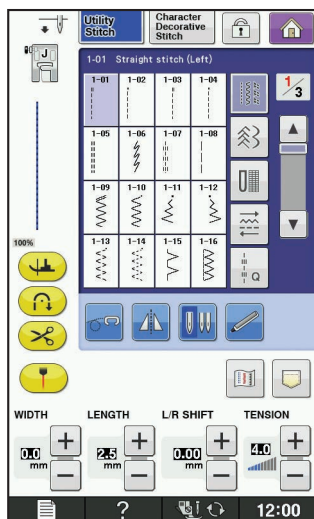 Utility Stitch
Character Decorative Stitch
J
1-01 Straight stitch (Left)
1-01 1-02 1-03 1-04
1/3
1-05 1-06 1-07 1-08
1-09 1-10 1-11 1-12
100%
1-13 1-14 1-15 1-16
Q
WIDTH LENGTH L/R SHIFT TENSION
0.0 mm + −
2.5 mm + −
0.00 mm + −
4.0 + −
? 12:00